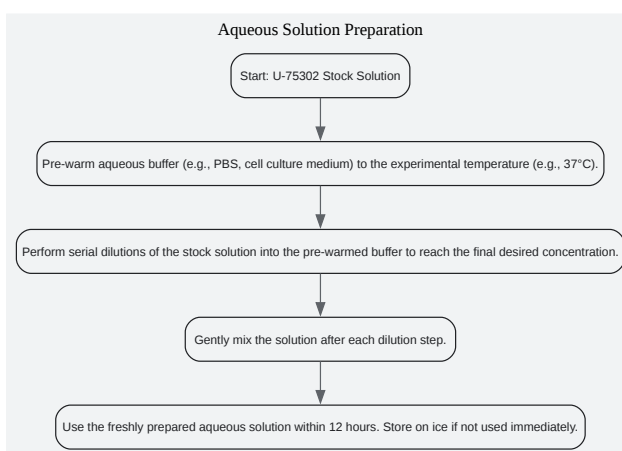 Aqueous Solution Preparation
Start: U-75302 Stock Solution
Pre-warm aqueous buffer (e.g., PBS, cell culture medium) to the experimental temperature (e.g., 37°C).
Perform serial dilutions of the stock solution into the pre-warmed buffer to reach the final desired concentration.
Gently mix the solution after each dilution step.
Use the freshly prepared aqueous solution within 12 hours. Store on ice if not used immediately.